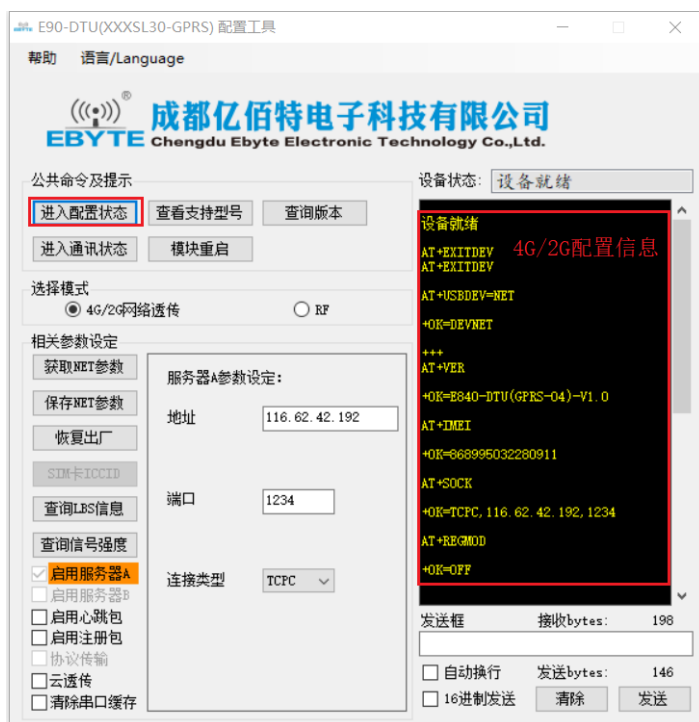 E90-DTU(XXXSL30-GPRS) 配置工具
帮助 语言/Language
((( ))) ®
EBYTE
成都亿佰特电子科技有限公司
Chengdu Ebyte Electronic Technology Co.,Ltd.
公共命令及提示
进入配置状态 查看支持型号 查询版本
进入通讯状态 模块重启
选择模式
4G/2G网络透传 RF
相关参数设定
获取NET参数
保存NET参数
恢复出厂
SIM卡ICCID
查询LBS信息
查询信号强度
启用服务器A
启用服务器B
启用心跳包
启用注册包
协议传输
云透传
清除串口缓存
服务器A参数设定:
地址 116.62.42.192
端口 1234
连接类型 TCPC
设备状态: 设备就绪
设备就绪
4G/2G配置信息
AT+EXITDEV
AT+EXITDEV
AT+USBDEV=NET
+OK=DEVNET
+++
AT+VER
+OK=E840-DTU(GPRS-04)-V1.0
AT+IMEI
+OK=868995032280911
AT+SOCK
+OK=TCPC,116.62.42.192,1234
AT+REGMOD
+OK=OFF
发送框 接收bytes: 198
自动换行 发送bytes: 146
16进制发送 清除 发送